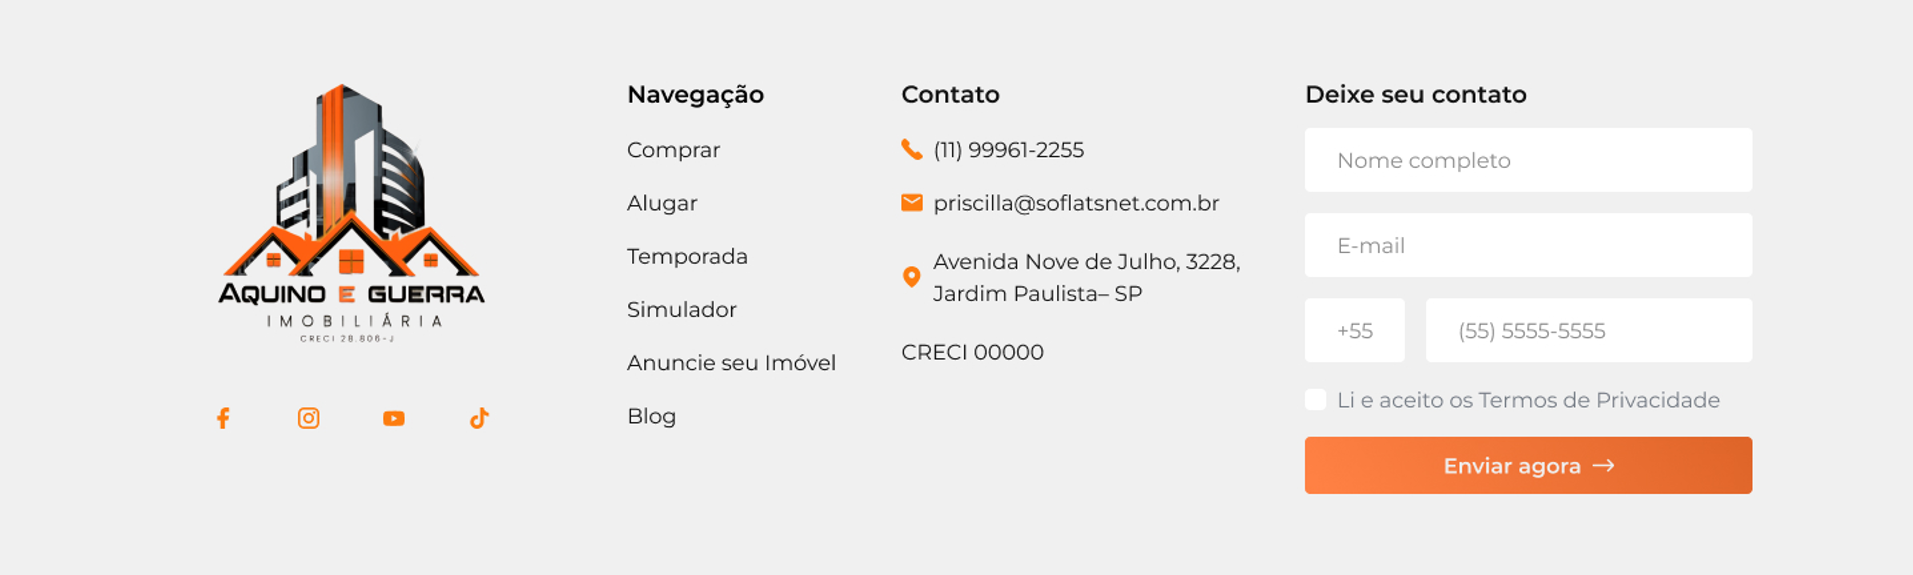 AQUINO E GUERRA
IMOBILIÁRIA
CRECI 28.806-J
Navegação
Comprar
Alugar
Temporada
Simulador
Anuncie seu Imóvel
Blog
Contato
(11) 99961-2255
priscilla@soflatsnet.com.br
Avenida Nove de Julho, 3228,
Jardim Paulista– SP
CRECI 00000
Deixe seu contato
Nome completo
E-mail
+55 (55) 5555-5555
Li e aceito os Termos de Privacidade
Enviar agora →